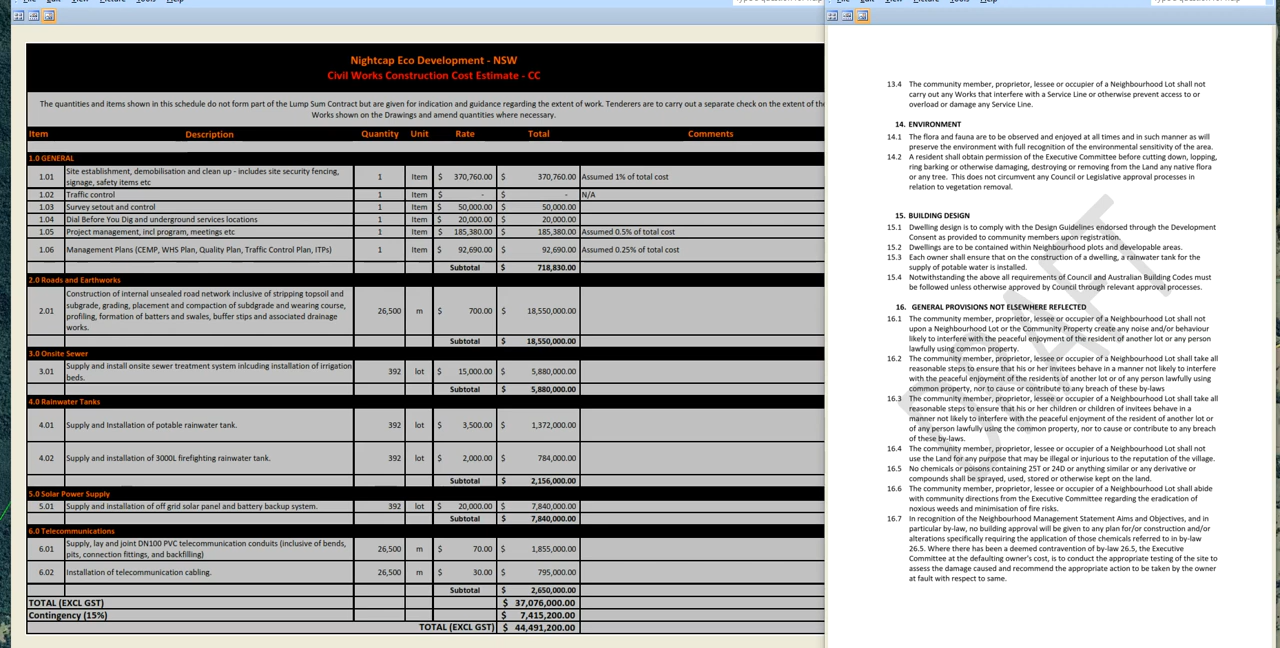 File Edit View Picture Tools Help
Nightcap Eco Development - NSW
Civil Works Construction Cost Estimate - CC
The quantities and items shown in this schedule do not form part of the Lump Sum Contract but are given for indication and guidance regarding the extent of work. Tenderers are to carry out a separate check on the extent of the
Works shown on the Drawings and amend quantities where necessary.
Item Description Quantity Unit Rate Total Comments
1.0 GENERAL
1.01 Site establishment, demobilisation and clean up - includes site security fencing, signage, safety items etc 1 Item $ 370,760.00 $ 370,760.00 Assumed 1% of total cost
1.02 Traffic control 1 Item $ - $ - N/A
1.03 Survey setout and control 1 Item $ 50,000.00 $ 50,000.00
1.04 Dial Before You Dig and underground services locations 1 Item $ 20,000.00 $ 20,000.00
1.05 Project management, incl program, meetings etc 1 Item $ 185,380.00 $ 185,380.00 Assumed 0.5% of total cost
1.06 Management Plans (CEMP, WHS Plan, Quality Plan, Traffic Control Plan, ITPs) 1 Item $ 92,690.00 $ 92,690.00 Assumed 0.25% of total cost
Subtotal $ 718,830.00
2.0 Roads and Earthworks
2.01 Construction of internal unsealed road network inclusive of stripping topsoil and
subgrade, grading, placement and compaction of subdgrade and wearing course,
profiling, formation of batters and swales, buffer stips and associated drainage
works. 26,500 m $ 700.00 $ 18,550,000.00
Subtotal $ 18,550,000.00
3.0 Onsite Sewer
3.01 Supply and install onsite sewer treatment system inlcuding installation of irrigation
beds. 392 lot $ 15,000.00 $ 5,880,000.00
Subtotal $ 5,880,000.00
4.0 Rainwater Tanks
4.01 Supply and Installation of potable rainwater tank. 392 lot $ 3,500.00 $ 1,372,000.00
4.02 Supply and installation of 3000L firefighting rainwater tank. 392 lot $ 2,000.00 $ 784,000.00
Subtotal $ 2,156,000.00
5.0 Solar Power Supply
5.01 Supply and installation of off grid solar panel and battery backup system. 392 lot $ 20,000.00 $ 7,840,000.00
Subtotal $ 7,840,000.00
6.0 Telecommunications
6.01 Supply, lay and joint DN100 PVC telecommunication conduits (inclusive of bends,
pits, connection fittings, and backfilling) 26,500 m $ 70.00 $ 1,855,000.00
6.02 Installation of telecommunication cabling. 26,500 m $ 30.00 $ 795,000.00
Subtotal $ 2,650,000.00
TOTAL (EXCL GST) $ 37,076,000.00
Contingency (15%) $ 7,415,200.00
TOTAL (EXCL GST) $ 44,491,200.00
File Edit View Picture Tools Help
13.4 The community member, proprietor, lessee or occupier of a Neighbourhood Lot shall not
carry out any Works that interfere with a Service Line or otherwise prevent access to or
overload or damage any Service Line.
14. ENVIRONMENT
14.1 The flora and fauna are to be observed and enjoyed at all times and in such manner as will
preserve the environment with full recognition of the environmental sensitivity of the area.
14.2 A resident shall obtain permission of the Executive Committee before cutting down, lopping,
ring barking or otherwise damaging, destroying or removing from the Land any native flora
or any tree. This does not circumvent any Council or Legislative approval processes in
relation to vegetation removal.
15. BUILDING DESIGN
15.1 Dwelling design is to comply with the Design Guidelines endorsed through the Development
Consent as provided to community members upon registration.
15.2 Dwellings are to be contained within Neighbourhood plots and developable areas.
15.3 Each owner shall ensure that on the construction of a dwelling, a rainwater tank for the
supply of potable water is installed.
15.4 Notwithstanding the above all requirements of Council and Australian Building Codes must
be followed unless otherwise approved by Council through relevant approval processes.
16. GENERAL PROVISIONS NOT ELSEWHERE REFLECTED
16.1 The community member, proprietor, lessee or occupier of a Neighbourhood Lot shall not
upon a Neighbourhood Lot or the Community Property create any noise and/or behaviour
likely to interfere with the peaceful enjoyment of the resident of another lot or any person
lawfully using common property.
16.2 The community member, proprietor, lessee or occupier of a Neighbourhood Lot shall take all
reasonable steps to ensure that his or her invitees behave in a manner not likely to interfere
with the peaceful enjoyment of the residents of another lot or of any person lawfully using
common property, nor to cause or contribute to any breach of these by-laws
16.3 The community member, proprietor, lessee or occupier of a Neighbourhood Lot shall take all
reasonable steps to ensure that his or her children or children of invitees behave in a
manner not likely to interfere with the peaceful enjoyment of the resident of another lot or
of any person lawfully using the common property, nor to cause or contribute to any breach
of these by-laws.
16.4 The community member, proprietor, lessee or occupier of a Neighbourhood Lot shall not
use the Land for any purpose that may be illegal or injurious to the reputation of the village.
16.5 No chemicals or poisons containing 25T or 24D or anything similar or any derivative or
compounds shall be sprayed, used, stored or otherwise kept on the land.
16.6 The community member, proprietor, lessee or occupier of a Neighbourhood Lot shall abide
with community directions from the Executive Committee regarding the eradication of
noxious weeds and minimisation of fire risks.
16.7 In recognition of the Neighbourhood Management Statement Aims and Objectives, and in
particular by-law, no building approval will be given to any plan for/or construction and/or
alterations specifically requiring the application of those chemicals referred to in by-law
26.5. Where there has been a deemed contravention of by-law 26.5, the Executive
Committee at the defaulting owner's cost, is to conduct the appropriate testing of the site to
assess the damage caused and recommend the appropriate action to be taken by the owner
at fault with respect to same.
DRAFT